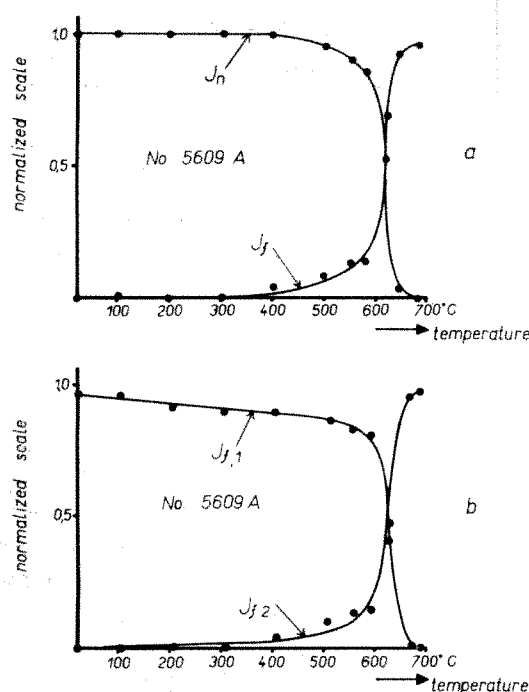 normalized scale
1,0
0,5
J_n
No 5609 A
J_f
a
100 200 300 400 500 600 700°C
temperature
normalized scale
1,0
0,5
J_f,1
No 5609 A
J_f 2
b
100 200 300 400 500 600 700°C
temperature